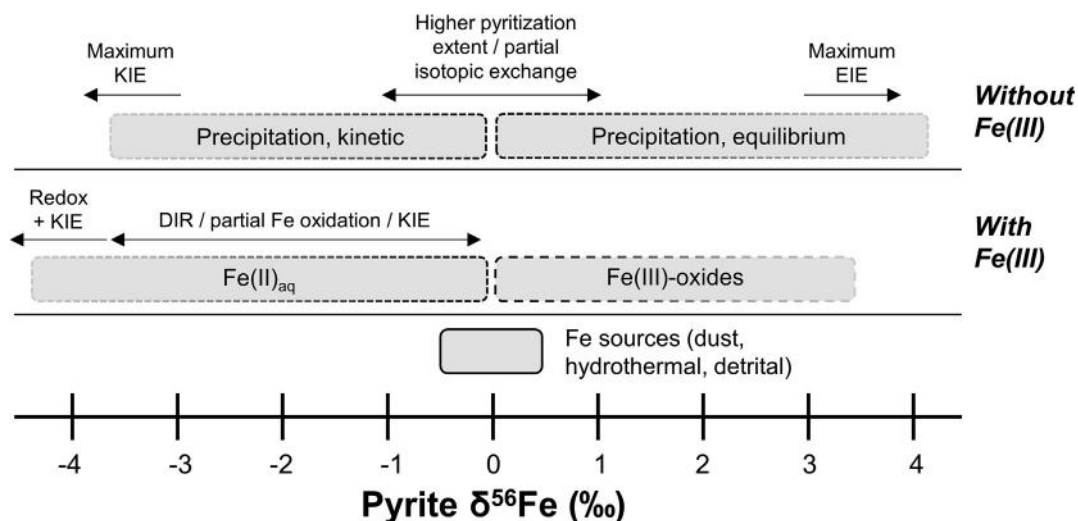 Higher pyritization
extent / partial
isotopic exchange
Maximum
KIE
Maximum
EIE
Without
Fe(III)
Precipitation, kinetic
Precipitation, equilibrium
Redox
+ KIE
DIR / partial Fe oxidation / KIE
With
Fe(III)
Fe(II)aq
Fe(III)-oxides
Fe sources (dust,
hydrothermal, detrital)
-4 -3 -2 -1 0 1 2 3 4
Pyrite δ⁵⁶Fe (‰)